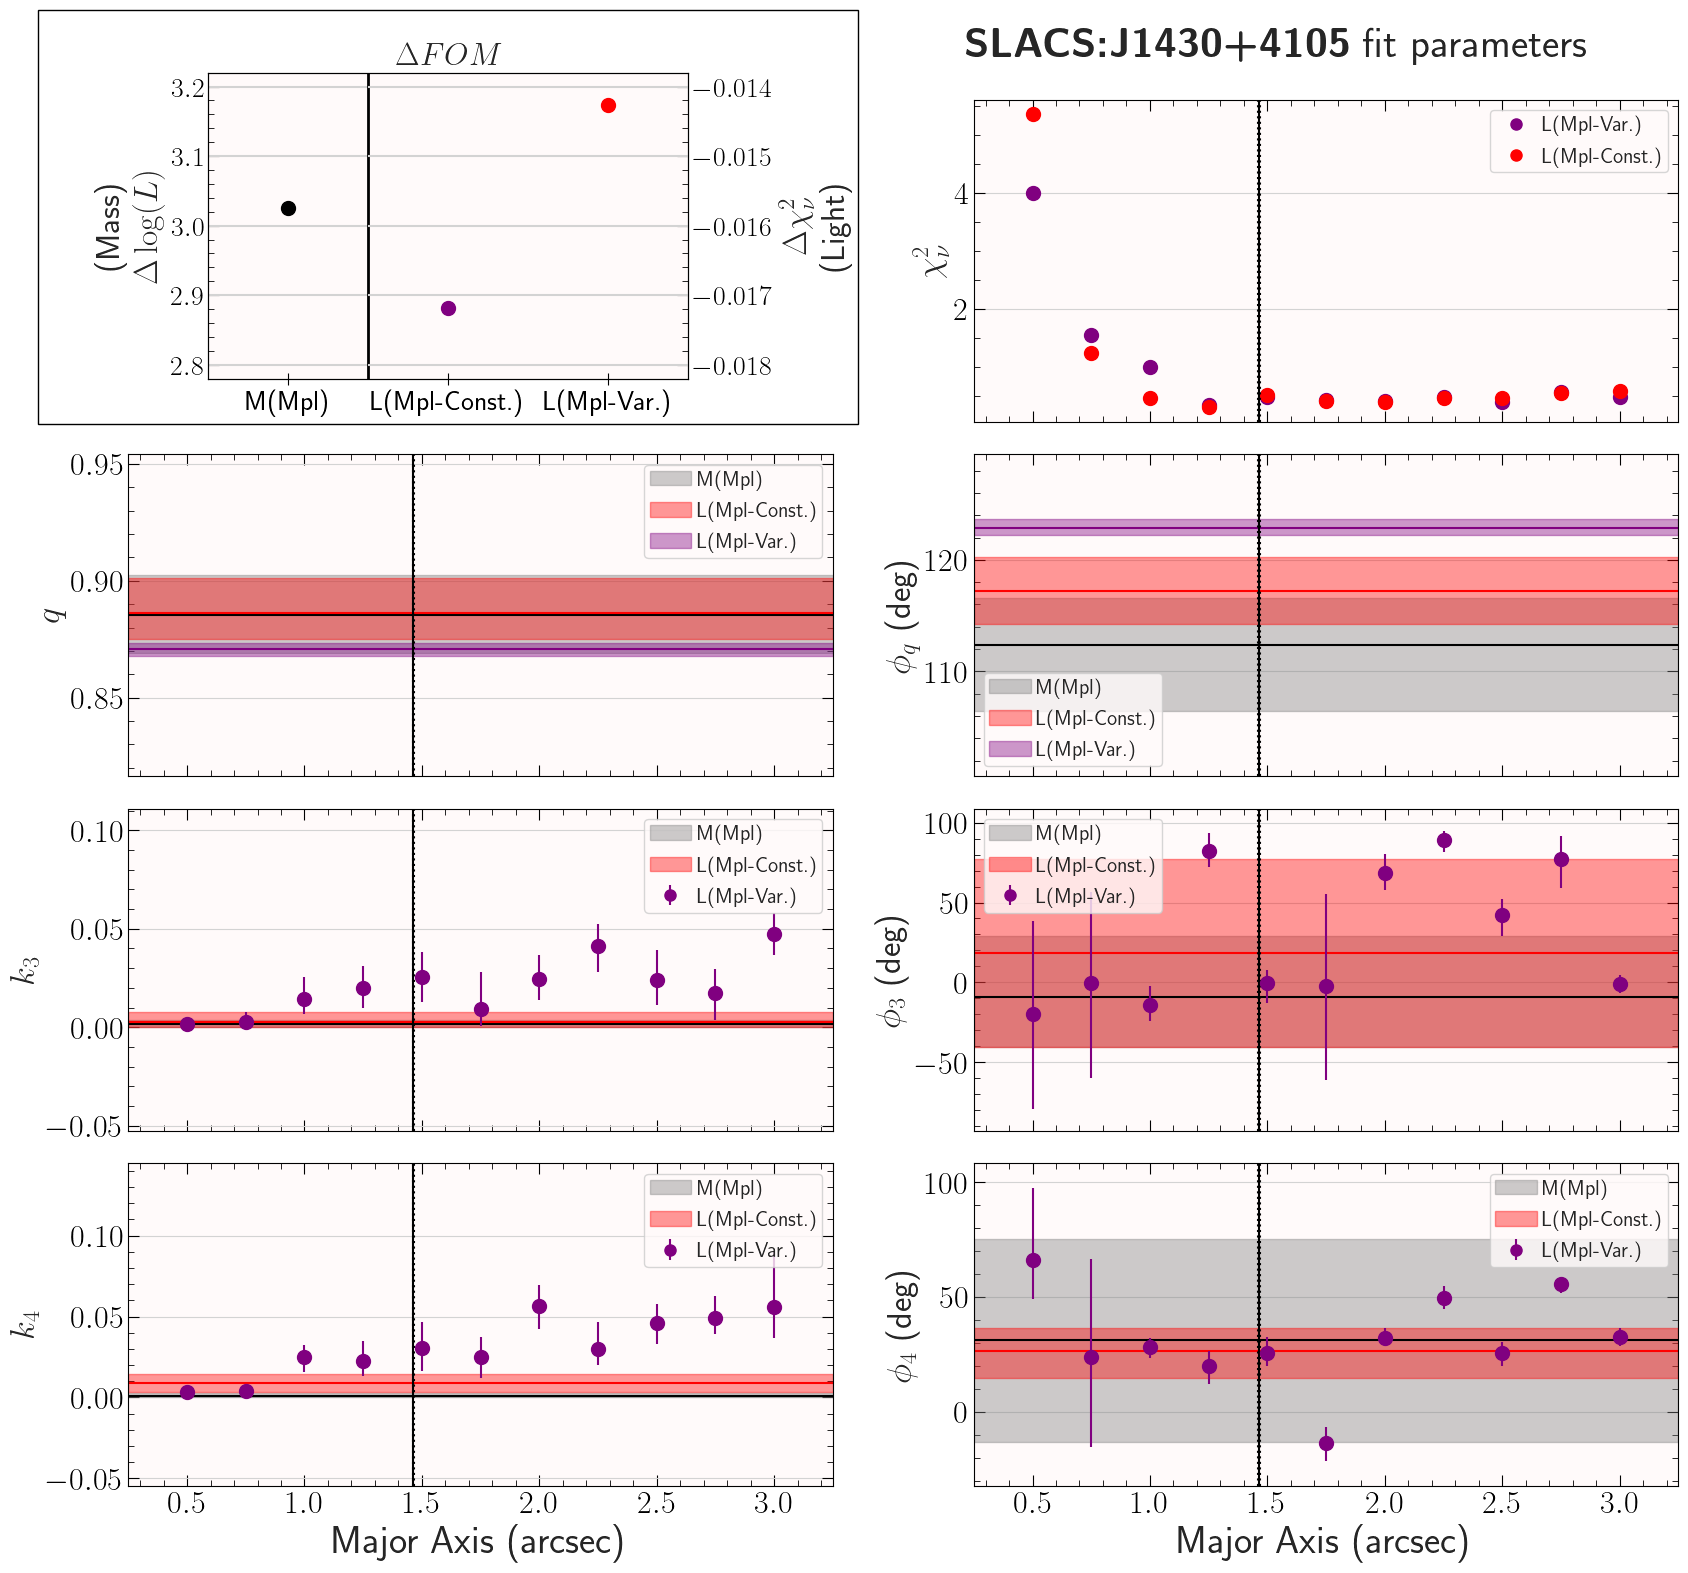 SLACS:J1430+4105 fit parameters
ΔFOM
3.2
3.1
3.0
2.9
2.8
(Mass)
Δ log(L)
−0.014
−0.015
−0.016
−0.017
−0.018
Δχ²ν
(Light)
M(Mpl)
L(Mpl-Const.)
L(Mpl-Var.)
χ²ν
4
2
L(Mpl-Var.)
L(Mpl-Const.)
q
0.95
0.90
0.85
M(Mpl)
L(Mpl-Const.)
L(Mpl-Var.)
ϕq (deg)
120
110
M(Mpl)
L(Mpl-Const.)
L(Mpl-Var.)
k3
0.10
0.05
0.00
−0.05
M(Mpl)
L(Mpl-Const.)
L(Mpl-Var.)
ϕ3 (deg)
100
50
0
−50
M(Mpl)
L(Mpl-Const.)
L(Mpl-Var.)
k4
0.10
0.05
0.00
−0.05
M(Mpl)
L(Mpl-Const.)
L(Mpl-Var.)
0.5 1.0 1.5 2.0 2.5 3.0
Major Axis (arcsec)
ϕ4 (deg)
100
50
0
M(Mpl)
L(Mpl-Const.)
L(Mpl-Var.)
0.5 1.0 1.5 2.0 2.5 3.0
Major Axis (arcsec)